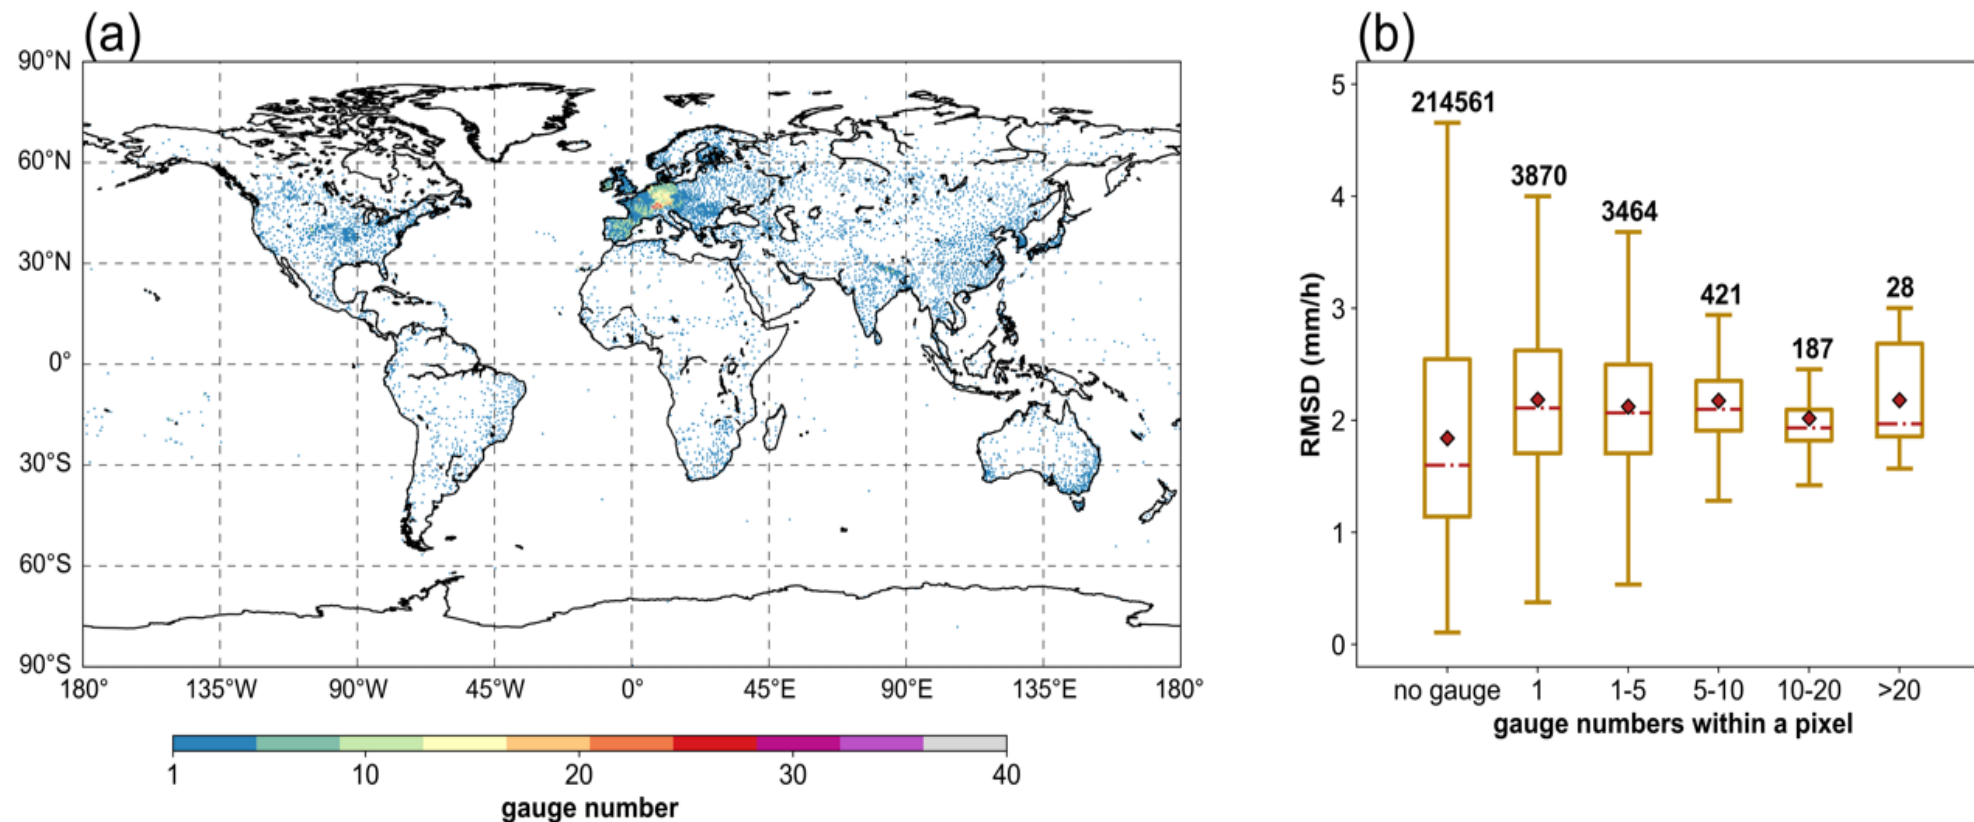 (a)
90°N
60°N
30°N
0°
30°S
60°S
90°S
180° 135°W 90°W 45°W 0° 45°E 90°E 135°E 180°
1 10 20 30 40
gauge number
(b)
5
4
3
2
1
0
RMSD (mm/h)
214561
3870
3464
421
187
28
no gauge 1 1-5 5-10 10-20 >20
gauge numbers within a pixel